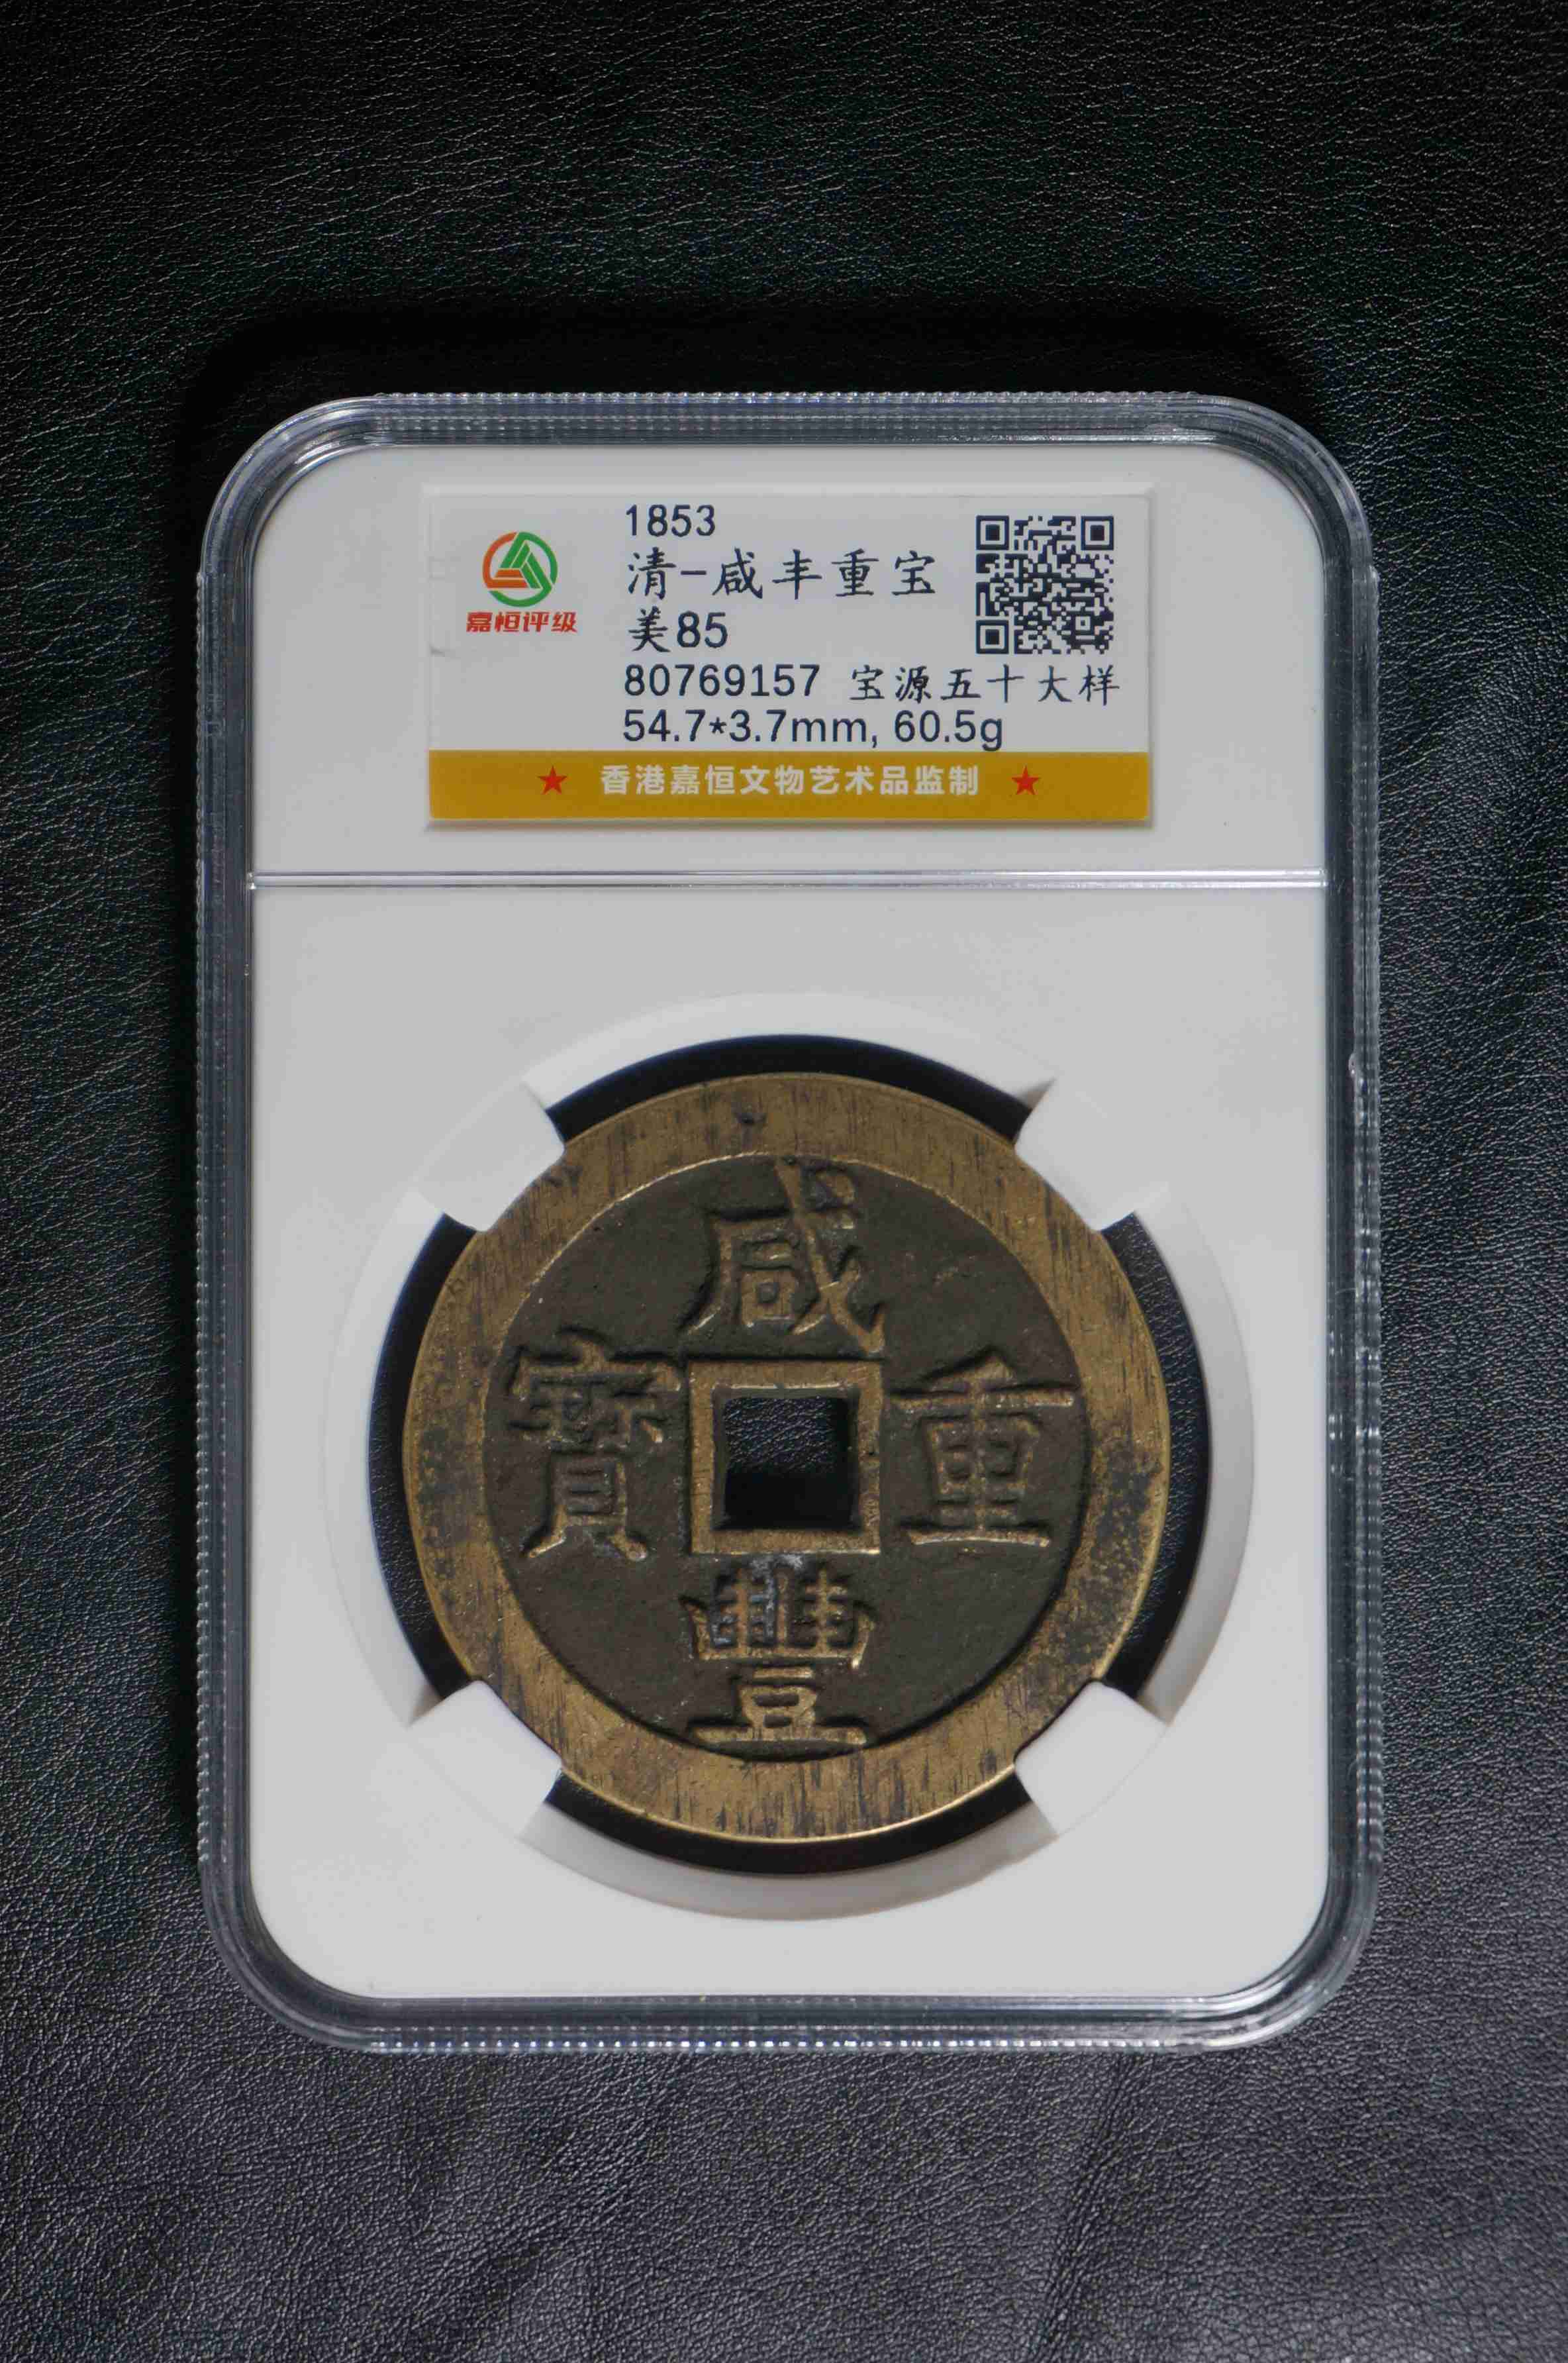 1853
清-咸丰重宝
美85
嘉恒评级
80769157 宝源五十大样
54.7*3.7mm, 60.5g
★ 香港嘉恒文物艺术品监制 ★
咸
豐
重
寶